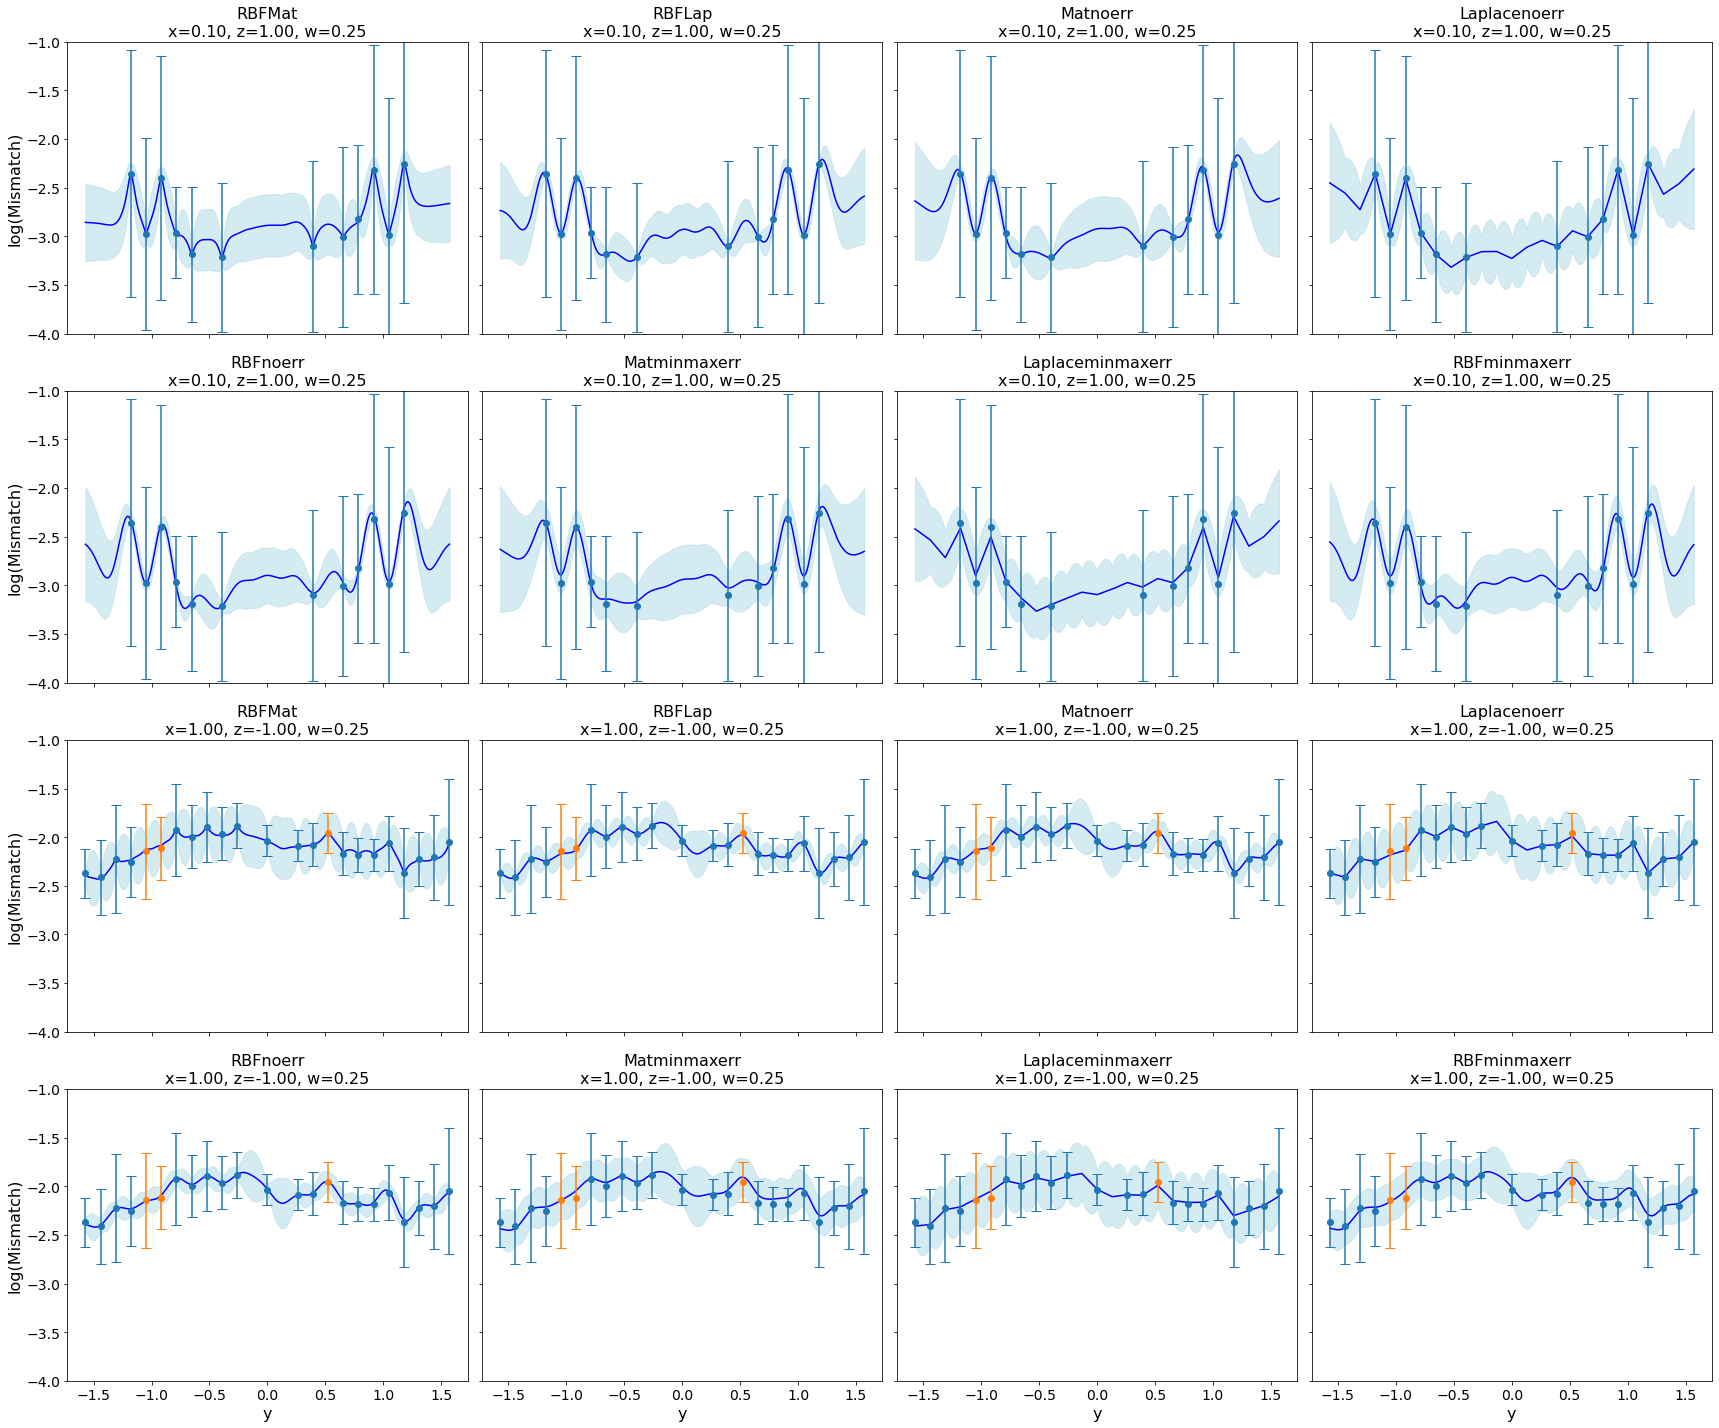 RBFMat
x=0.10, z=1.00, w=0.25
RBFLap
x=0.10, z=1.00, w=0.25
Matnoerr
x=0.10, z=1.00, w=0.25
Laplacenoerr
x=0.10, z=1.00, w=0.25
−1.0
−1.5
−2.0
−2.5
−3.0
−3.5
−4.0
log(Mismatch)
RBFnoerr
x=0.10, z=1.00, w=0.25
Matminmaxerr
x=0.10, z=1.00, w=0.25
Laplaceminmaxerr
x=0.10, z=1.00, w=0.25
RBFminmaxerr
x=0.10, z=1.00, w=0.25
−1.0
−1.5
−2.0
−2.5
−3.0
−3.5
−4.0
log(Mismatch)
RBFMat
x=1.00, z=-1.00, w=0.25
RBFLap
x=1.00, z=-1.00, w=0.25
Matnoerr
x=1.00, z=-1.00, w=0.25
Laplacenoerr
x=1.00, z=-1.00, w=0.25
−1.0
−1.5
−2.0
−2.5
−3.0
−3.5
−4.0
log(Mismatch)
RBFnoerr
x=1.00, z=-1.00, w=0.25
Matminmaxerr
x=1.00, z=-1.00, w=0.25
Laplaceminmaxerr
x=1.00, z=-1.00, w=0.25
RBFminmaxerr
x=1.00, z=-1.00, w=0.25
−1.0
−1.5
−2.0
−2.5
−3.0
−3.5
−4.0
log(Mismatch)
−1.5 −1.0 −0.5 0.0 0.5 1.0 1.5
y
−1.5 −1.0 −0.5 0.0 0.5 1.0 1.5
y
−1.5 −1.0 −0.5 0.0 0.5 1.0 1.5
y
−1.5 −1.0 −0.5 0.0 0.5 1.0 1.5
y